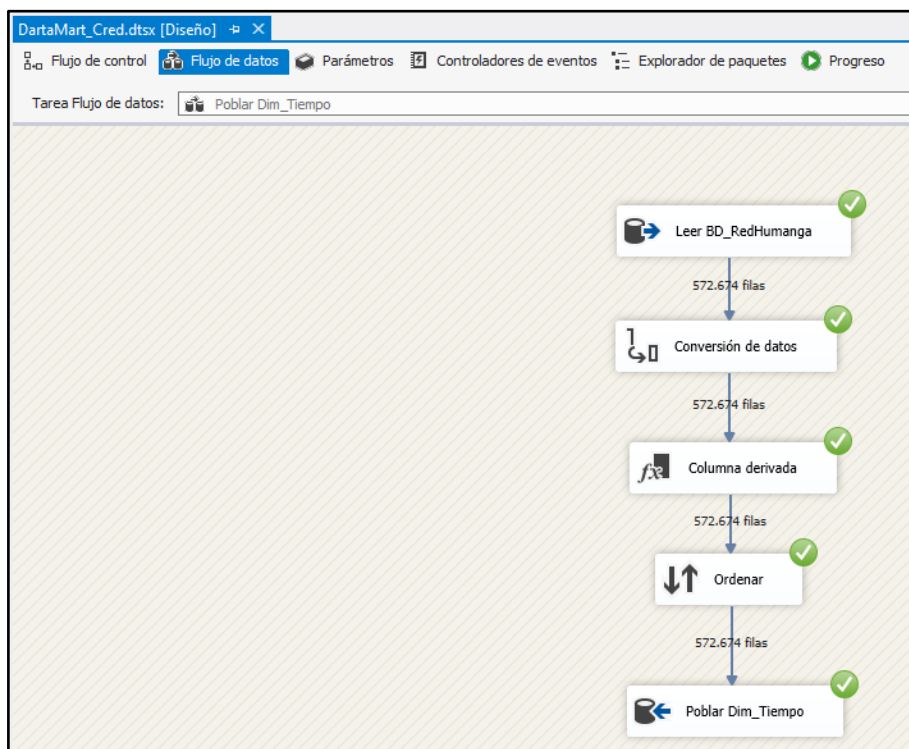 DartaMart_Cred.dtsx [Diseño]
Flujo de control Flujo de datos Parámetros Controladores de eventos Explorador de paquetes Progreso
Tarea Flujo de datos: Poblar Dim_Tiempo
Leer BD_RedHumanga
572.674 filas
Conversión de datos
572.674 filas
Columna derivada
572.674 filas
Ordenar
572.674 filas
Poblar Dim_Tiempo